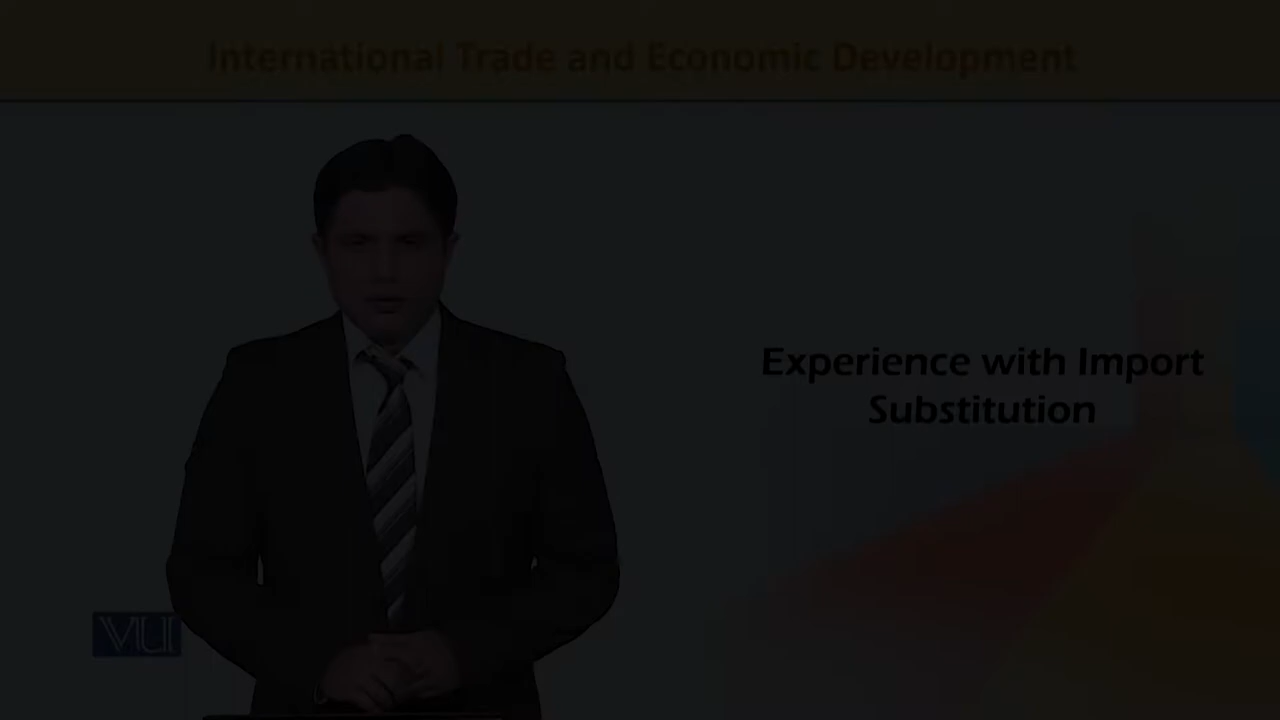 International Trade and Economic Development
Experience with Import
Substitution
VU